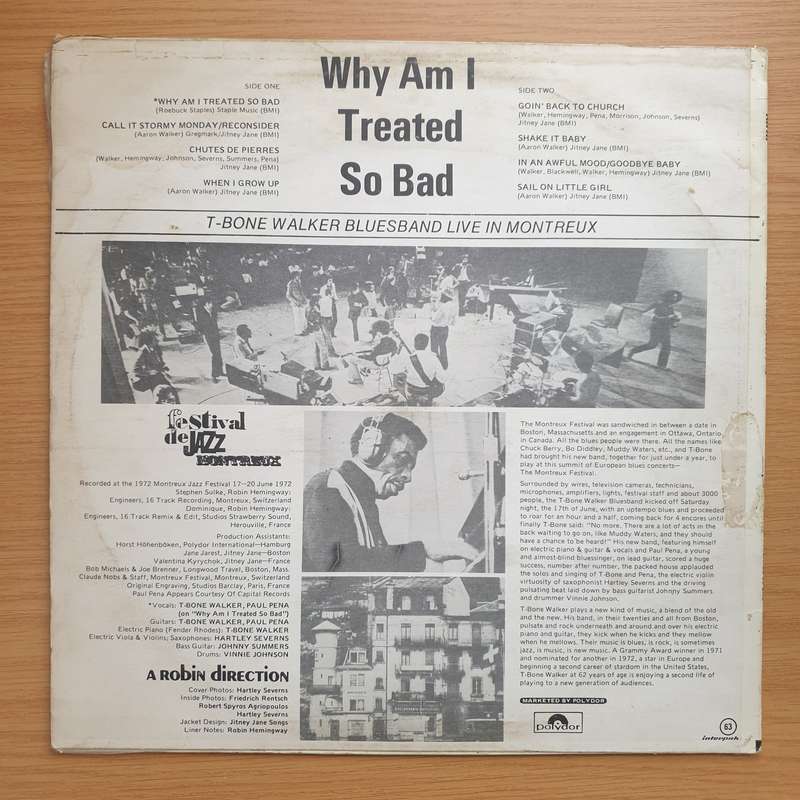 Why Am I
Treated
So Bad
SIDE ONE
*WHY AM I TREATED SO BAD
(Roebuck Staples) Staple Music (BMI)
CALL IT STORMY MONDAY/RECONSIDER
(Aaron Walker) Gregmark/Jitney Jane (BMI)
CHUTES DE PIERRES
(Walker, Hemingway, Johnson, Severns, Summers, Pena)
Jitney Jane (BMI)
WHEN I GROW UP
(Aaron Walker) Jitney Jane (BMI)
SIDE TWO
GOIN' BACK TO CHURCH
(Walker, Hemingway, Pena, Morrison, Johnson, Severns)
Jitney Jane (BMI)
SHAKE IT BABY
(Aaron Walker) Jitney Jane (BMI)
IN AN AWFUL MOOD/GOODBYE BABY
(Walker, Blackwell, Walker, Hemingway) Jitney Jane (BMI)
SAIL ON LITTLE GIRL
(Aaron Walker) Jitney Jane (BMI)
T-BONE WALKER BLUESBAND LIVE IN MONTREUX
festival
de JAZZ
MONTREUX
Recorded at the 1972 Montreux Jazz Festival 17-20 June 1972
Stephen Sulke, Robin Hemingway:
Engineers, 16 Track Recording, Montreux, Switzerland
Dominique, Robin Hemingway:
Engineers, 16 Track Remix & Edit, Studios Strawberry Sound,
Herouville, France
Production Assistants:
Horst Höhenböken, Polydor International—Hamburg
Jane Jarest, Jitney Jane—Boston
Valentina Kyrychok, Jitney Jane—France
Bob Michaels & Joe Brenner, Longwood Travel, Boston, Mass.
Claude Nobs & Staff, Montreux Festival, Montreux, Switzerland
Original Engraving, Studios Barclay, Paris, France
Paul Pena Appears Courtesy Of Capital Records
*Vocals: T-BONE WALKER, PAUL PENA
(on "Why Am I Treated So Bad")
Guitars: T-BONE WALKER, PAUL PENA
Electric Piano (Fender Rhodes): T-BONE WALKER
Electric Viola & Violins; Saxophones: HARTLEY SEVERNS
Bass Guitar: JOHNNY SUMMERS
Drums: VINNIE JOHNSON
A ROBIN DIRECTION
Cover Photos: Hartley Severns
Inside Photos: Friedrich Rentsch
Robert Spyros Agriopoulos
Hartley Severns
Jacket Design: Jitney Jane Songs
Liner Notes: Robin Hemingway
The Montreux Festival was sandwiched in between a date in
Boston, Massachusetts and an engagement in Ottawa, Ontario
in Canada. All the blues people were there. All the names like
Chuck Berry, Bo Diddley, Muddy Waters, etc., and T-Bone
had brought his new band, together for just under a year, to
play at this summit of European blues concerts—
The Montreux Festival.
Surrounded by wires, television cameras, technicians,
microphones, amplifiers, lights, festival staff and about 3000
people, the T-Bone Walker Bluesband kicked off Saturday
night, the 17th of June, with an uptempo blues and proceeded
to roar for an hour and a half, coming back for 4 encores until
finally T-Bone said: "No more. There are a lot of acts in the
back waiting to go on, like Muddy Waters, and they should
have a chance to be heard!" His new band, featuring himself
on electric piano & guitar & vocals and Paul Pena, a young
and almost-blind bluessinger, on lead guitar, scored a huge
success, number after number, the packed house applauded
the solos and singing of T-Bone and Pena, the electric violin
virtuosity of saxophonist Hartley Severns and the driving
pulsating beat laid down by bass guitarist Johnny Summers
and drummer Vinnie Johnson.
T-Bone Walker plays a new kind of music, a blend of the old
and the new. His band, in their twenties and all from Boston,
pulsate and rock underneath and around and over his electric
piano and guitar, they kick when he kicks and they mellow
when he mellows. Their music is blues, is rock, is sometimes
jazz, is music, is new music. A Grammy Award winner in 1971
and nominated for another in 1972, a star in Europe and
beginning a second career of stardom in the United States,
T-Bone Walker at 62 years of age is enjoying a second life of
playing to a new generation of audiences.
MARKETED BY POLYDOR
polydor
63
interpak